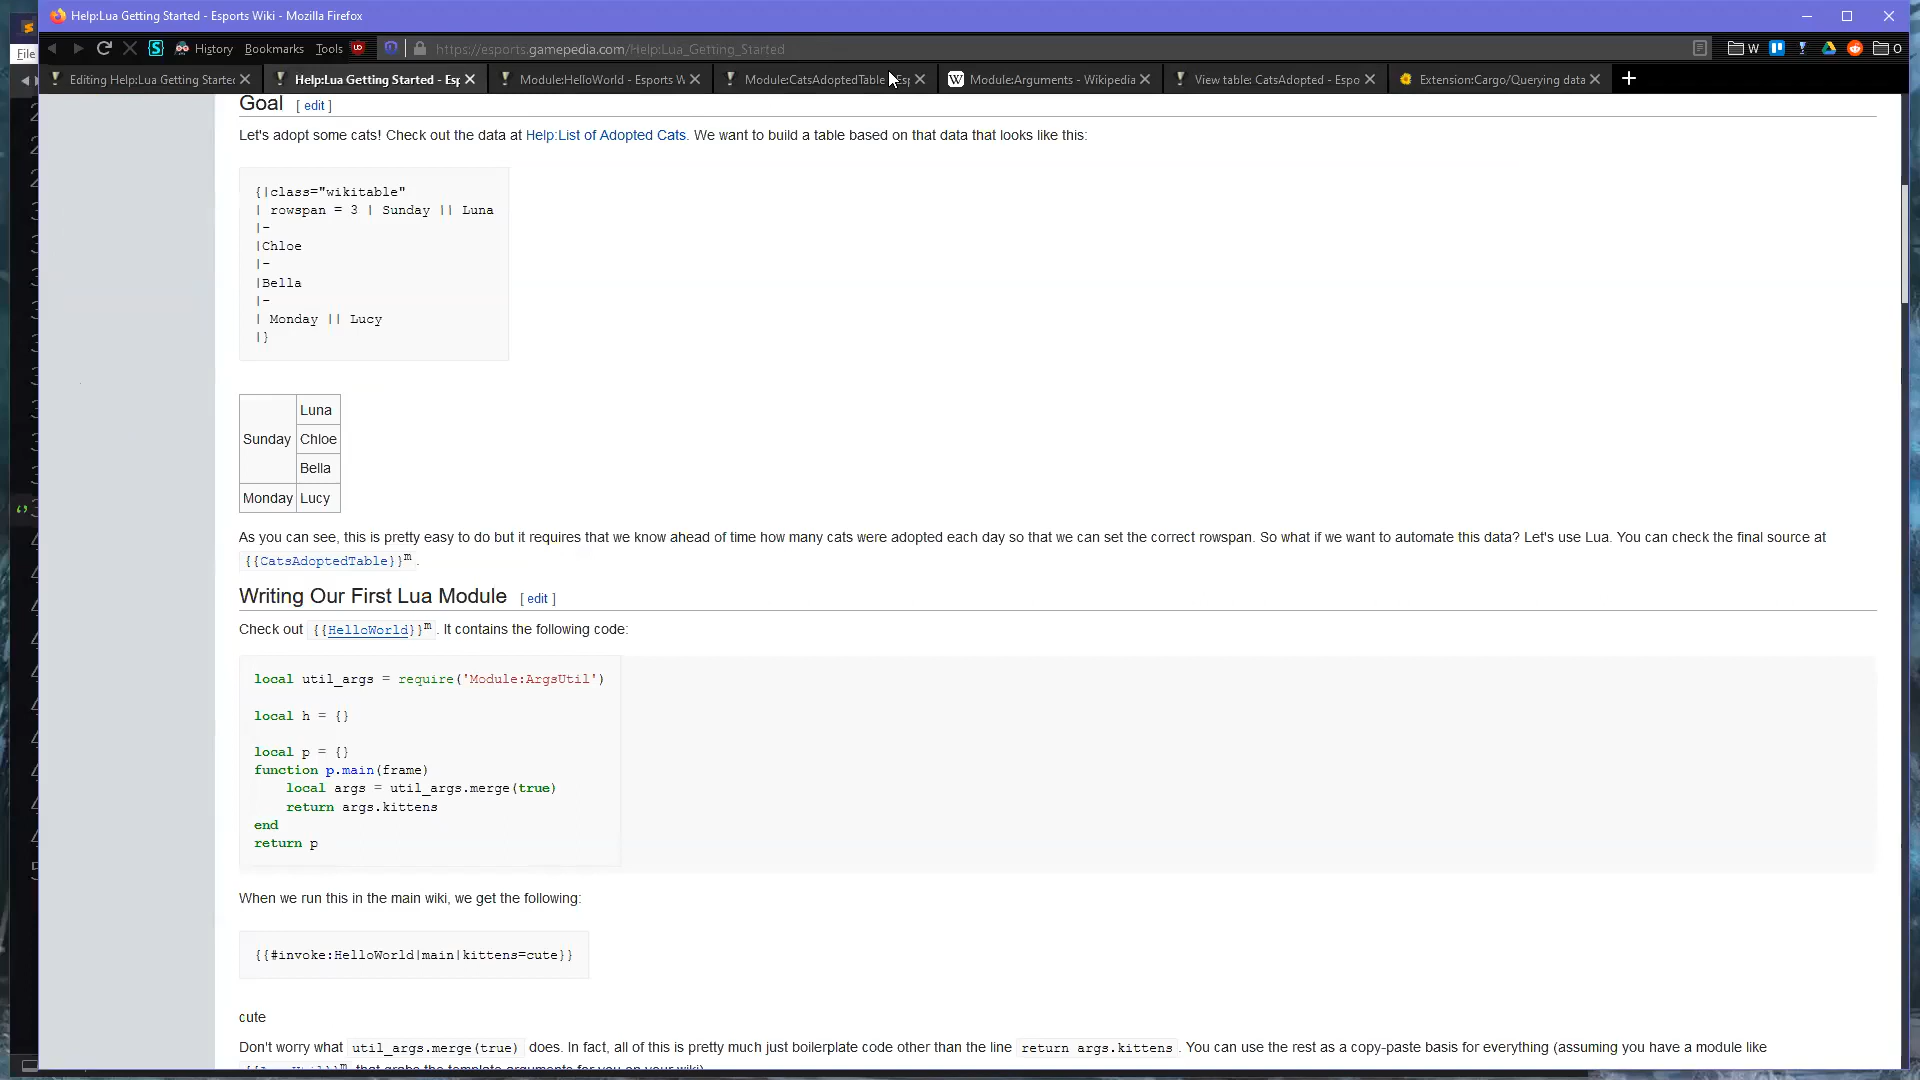 Help:Lua Getting Started - Esports Wiki - Mozilla Firefox
File
History Bookmarks Tools
https://esports.gamepedia.com/Help:Lua_Getting_Started
W
O
Editing Help:Lua Getting Starte
Help:Lua Getting Started - Esp
Module:HelloWorld - Esports W
Module:CatsAdoptedTable
W Module:Arguments - Wikipedia
View table: CatsAdopted - Espo
Extension:Cargo/Querying data
Goal [ edit ]
Let's adopt some cats! Check out the data at Help:List of Adopted Cats. We want to build a table based on that data that looks like this:
{|class="wikitable"
| rowspan = 3 | Sunday || Luna
|-
|Chloe
|-
|Bella
|-
| Monday || Lucy
|}
Luna
Sunday Chloe
Bella
Monday Lucy
As you can see, this is pretty easy to do but it requires that we know ahead of time how many cats were adopted each day so that we can set the correct rowspan. So what if we want to automate this data? Let's use Lua. You can check the final source at
{{CatsAdoptedTable}}m .
Writing Our First Lua Module [ edit ]
Check out {{HelloWorld}}m . It contains the following code:
local util_args = require('Module:ArgsUtil')
local h = {}
local p = {}
function p.main(frame)
local args = util_args.merge(true)
return args.kittens
end
return p
When we run this in the main wiki, we get the following:
{{#invoke:HelloWorld|main|kittens=cute}}
cute
Don't worry what util_args.merge(true) does. In fact, all of this is pretty much just boilerplate code other than the line return args.kittens . You can use the rest as a copy-paste basis for everything (assuming you have a module like